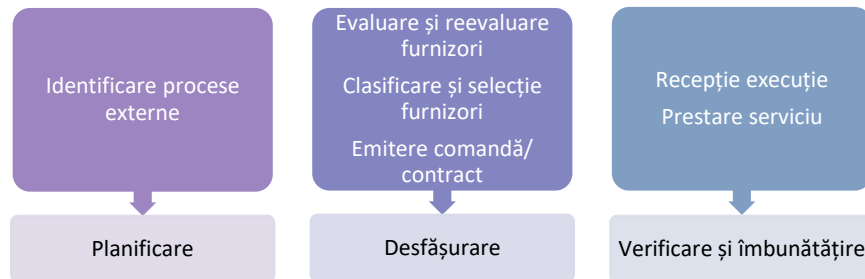 Identificare procese
externe
Evaluare și reevaluare
furnizori
Clasificare și selecție
furnizori
Emitere comandă/
contract
Recepție execuție
Prestare serviciu
Planificare
Desfășurare
Verificare și îmbunătățire